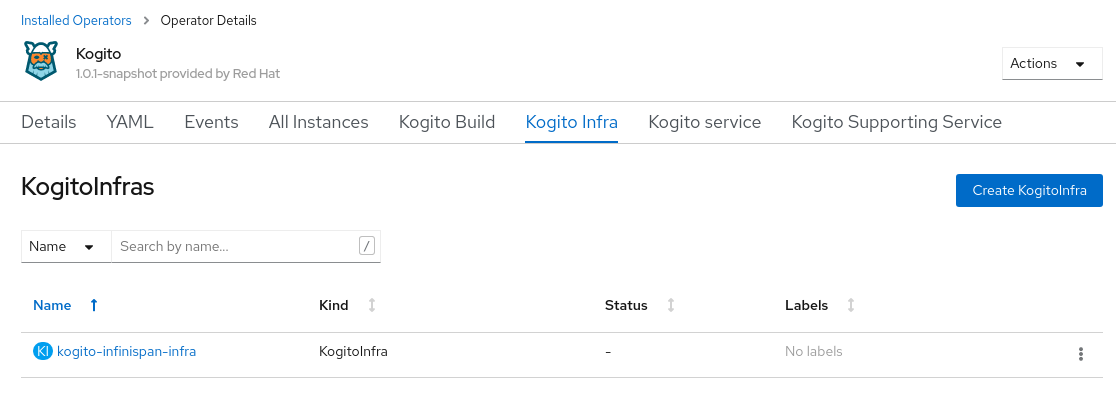 Installed Operators > Operator Details
Kogito
1.0.1-snapshot provided by Red Hat
Actions
Details YAML Events All Instances Kogito Build Kogito Infra Kogito service Kogito Supporting Service
KogitoInfras
Create KogitoInfra
Name Search by name... /
Name Kind Status Labels
KI kogito-infinispan-infra KogitoInfra - No labels